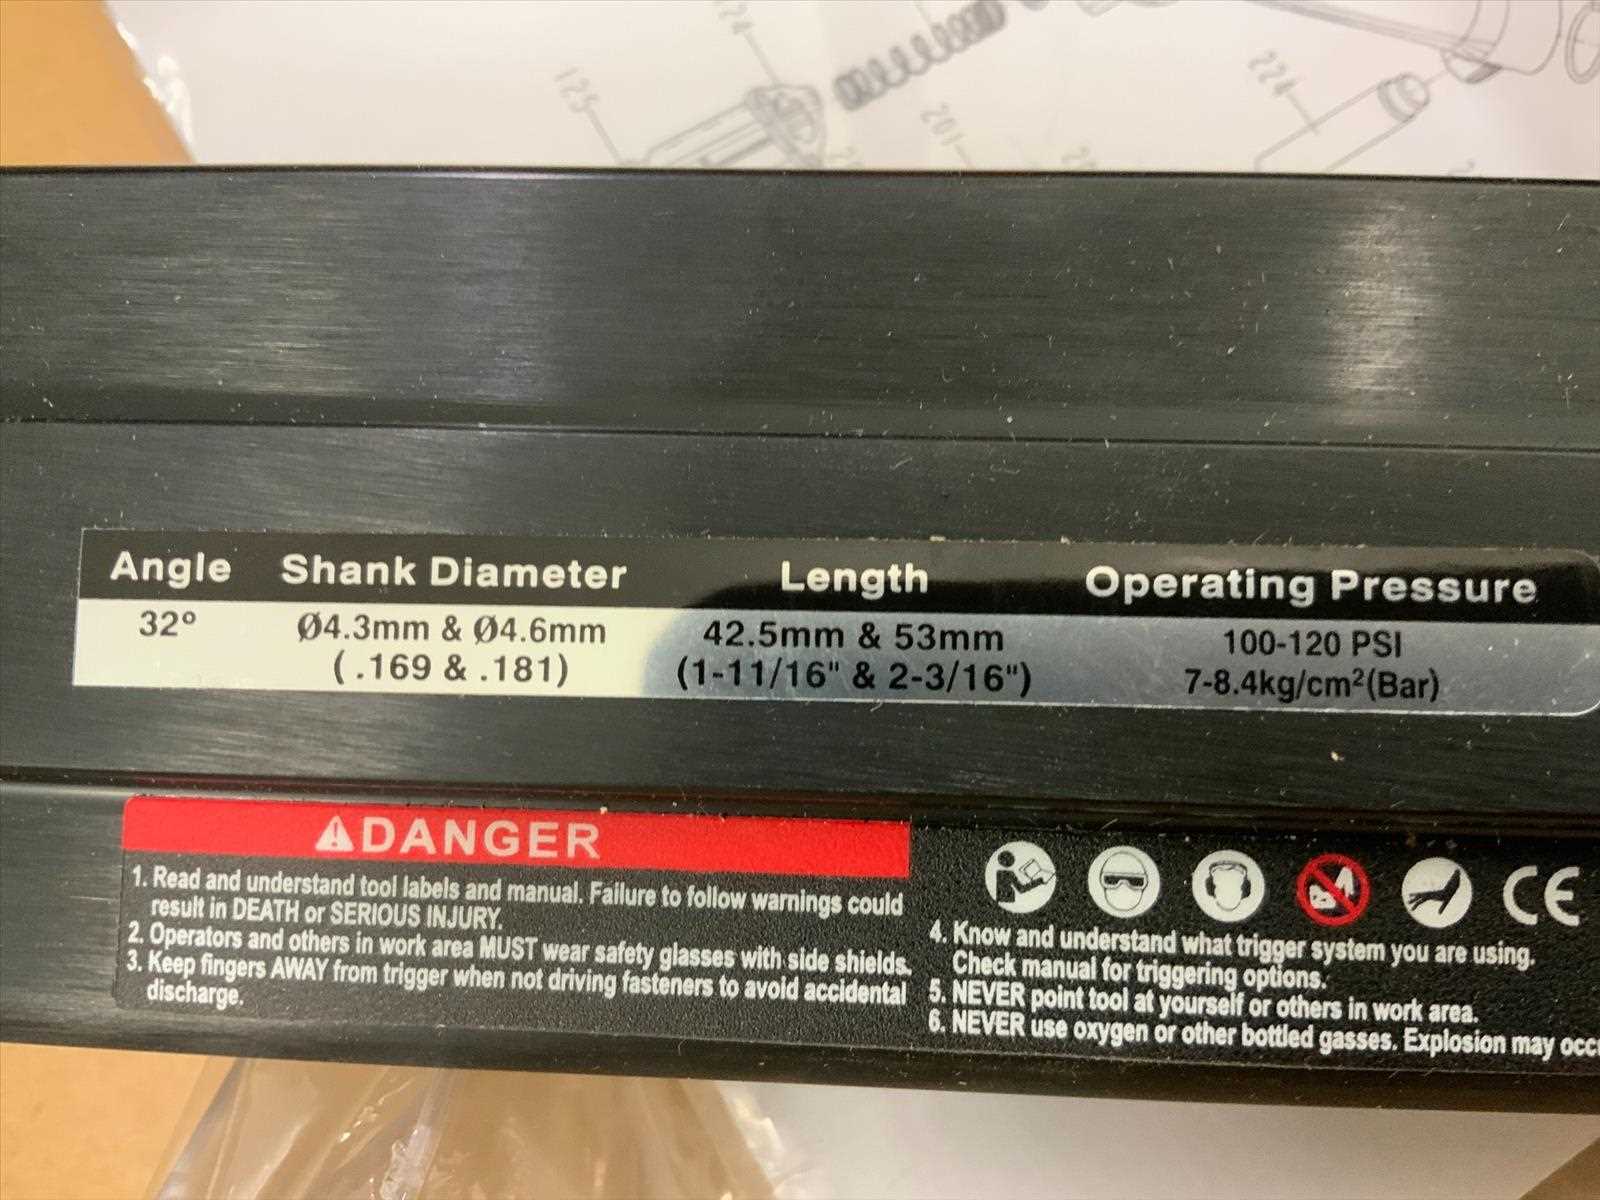 124
125
201
224
Angle Shank Diameter Length Operating Pressure
32° Ø4.3mm & Ø4.6mm 42.5mm & 53mm 100-120 PSI
(.169 & .181) (1-11/16" & 2-3/16") 7-8.4kg/cm²(Bar)
DANGER
1. Read and understand tool labels and manual. Failure to follow warnings could
result in DEATH or SERIOUS INJURY.
2. Operators and others in work area MUST wear safety glasses with side shields.
3. Keep fingers AWAY from trigger when not driving fasteners to avoid accidental
discharge.
CE
4. Know and understand what trigger system you are using.
Check manual for triggering options.
5. NEVER point tool at yourself or others in work area.
6. NEVER use oxygen or other bottled gasses. Explosion may